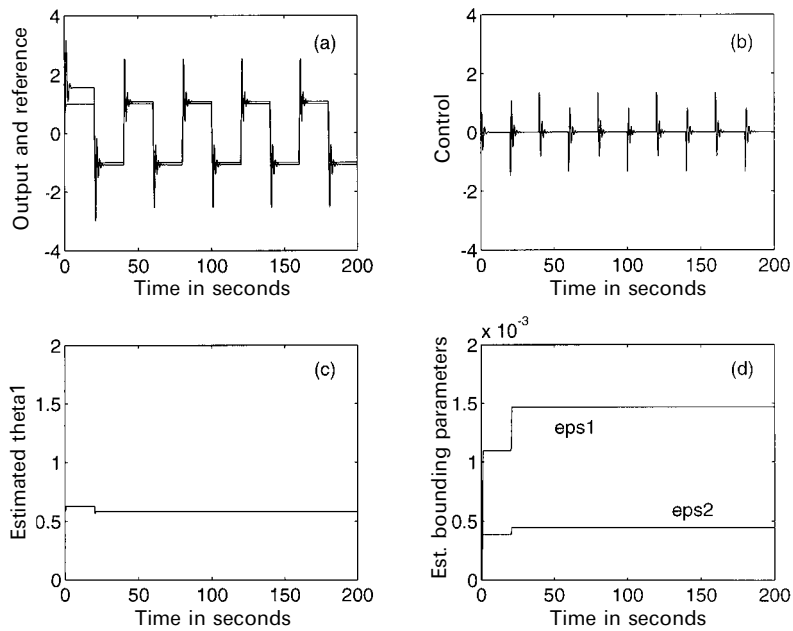 4
2
0
-2
-4
Output and reference
(a)
0
50
100
150
200
Time in seconds
4
2
0
-2
-4
Control
(b)
0
50
100
150
200
Time in seconds
2
1.5
1
0.5
0
Estimated theta1
(c)
0
50
100
150
200
Time in seconds
x 10⁻³
2
1.5
1
0.5
0
Est. bounding parameters
(d)
eps1
eps2
0
50
100
150
200
Time in seconds